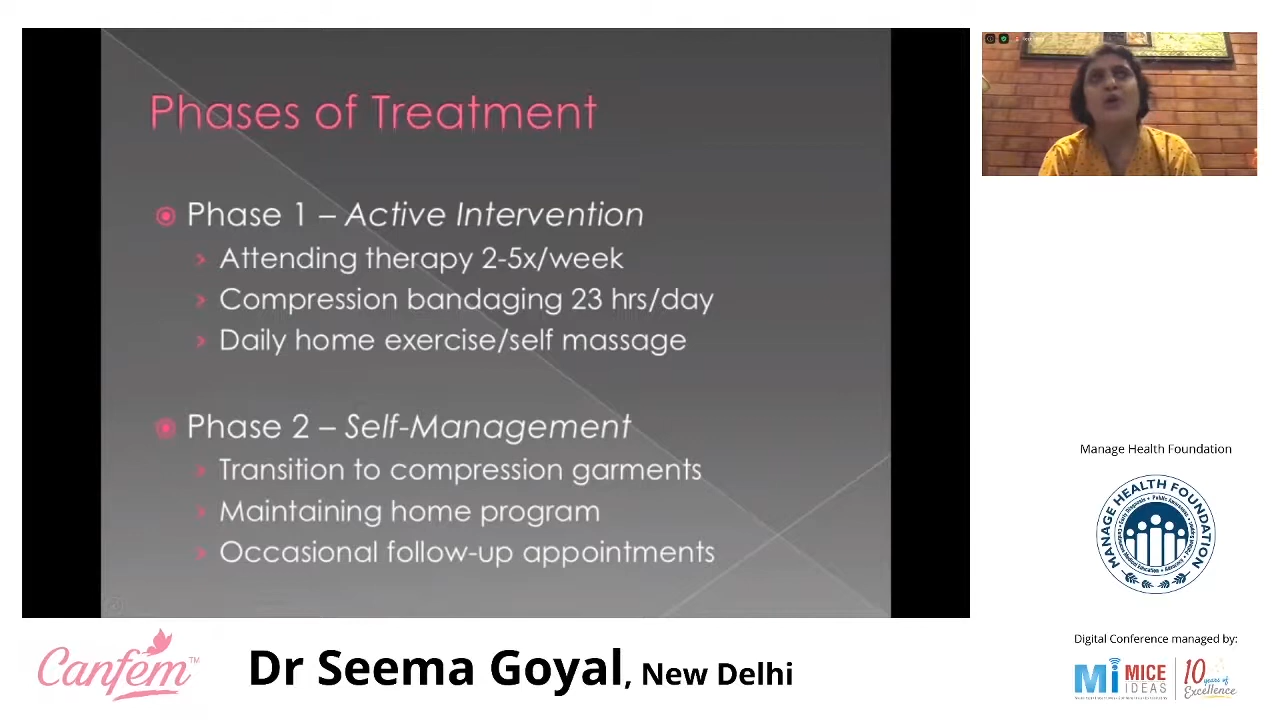 Phases of Treatment
Phase 1 – Active Intervention
Attending therapy 2-5x/week
Compression bandaging 23 hrs/day
Daily home exercise/self massage
Phase 2 – Self-Management
Transition to compression garments
Maintaining home program
Occasional follow-up appointments
Manage Health Foundation
MANAGE HEALTH FOUNDATION
Digital Conference managed by:
Mi MICE IDEAS
10 years of Excellence
Canfem™
Dr Seema Goyal, New Delhi